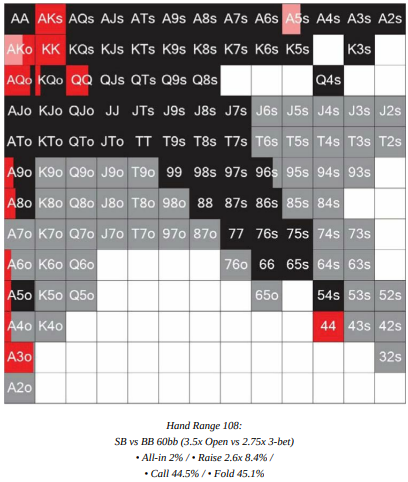 AA AKs AQs AJs ATs A9s A8s A7s A6s A5s A4s A3s A2s
AKo KK KQs KJs KTs K9s K8s K7s K6s K5s K3s
AQo KQo QQ QJs QTs Q9s Q8s Q4s
AJo KJo QJo JJ JTs J9s J8s J7s J6s J5s J4s J3s J2s
ATo KTo QTo JTo TT T9s T8s T7s T6s T5s T4s T3s T2s
A9o K9o Q9o J9o T9o 99 98s 97s 96s 95s 94s 93s
A8o K8o Q8o J8o T8o 98o 88 87s 86s 85s 84s
A7o K7o Q7o J7o T7o 97o 87o 77 76s 75s 74s 73s
A6o K6o Q6o 76o 66 65s 64s 63s
A5o K5o Q5o 65o 54s 53s 52s
A4o K4o 44 43s 42s
A3o 32s
A2o
Hand Range 108:
SB vs BB 60bb (3.5x Open vs 2.75x 3-bet)
• All-in 2% / • Raise 2.6x 8.4% /
• Call 44.5% / • Fold 45.1%